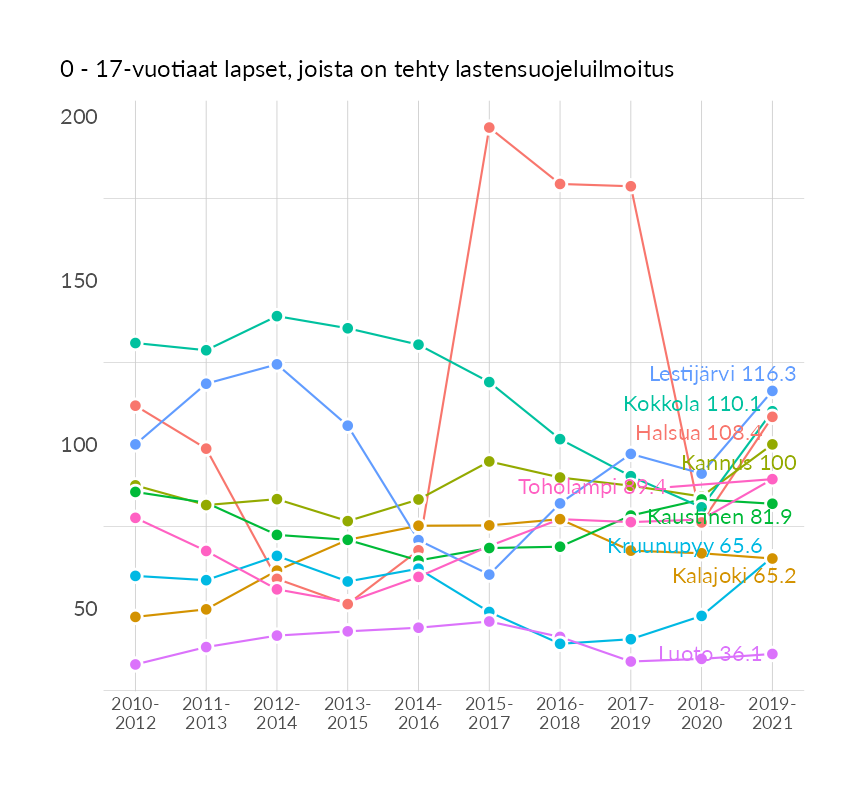 0 - 17-vuotiaat lapset, joista on tehty lastensuojeluilmoitus
200
150
100
50
Lestijärvi 116.3
Kokkola 110.1
Halsua 108.4
Kannus 100
Toholampi 89.4
Kaustinen 81.9
Kruunupyy 65.6
Kalajoki 65.2
Luoto 36.1
2010-
2012
2011-
2013
2012-
2014
2013-
2015
2014-
2016
2015-
2017
2016-
2018
2017-
2019
2018-
2020
2019-
2021